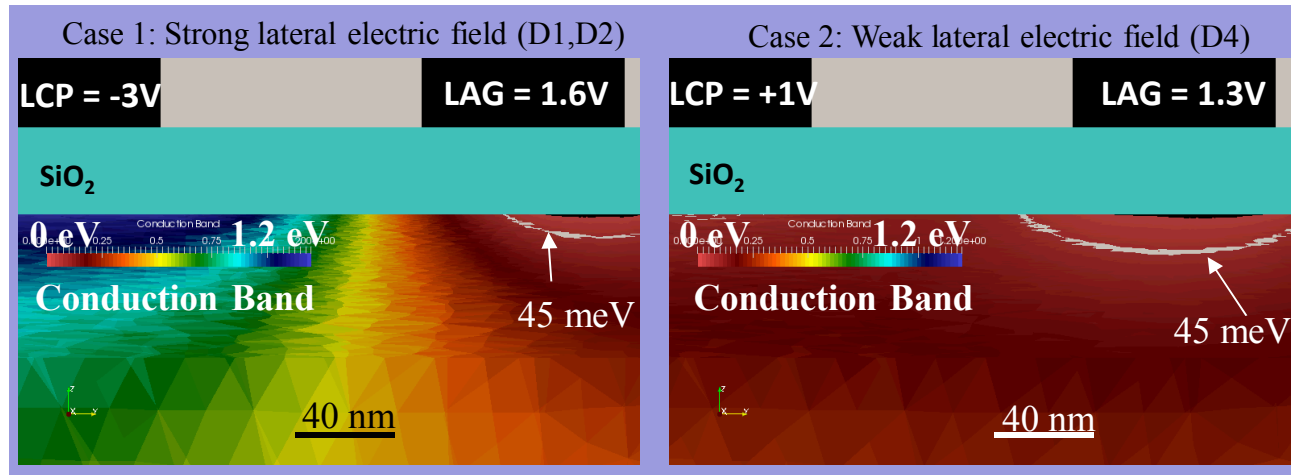 Case 1: Strong lateral electric field (D1,D2)
LCP = -3V
LAG = 1.6V
SiO₂
Conduction Band
0 eV
1.2 eV
0.25
0.5
0.75
Conduction Band
45 meV
z
X
Y
40 nm
Case 2: Weak lateral electric field (D4)
LCP = +1V
LAG = 1.3V
SiO₂
Conduction Band
0 eV
1.2 eV
0.25
0.5
0.75
1
Conduction Band
45 meV
z
X
Y
40 nm